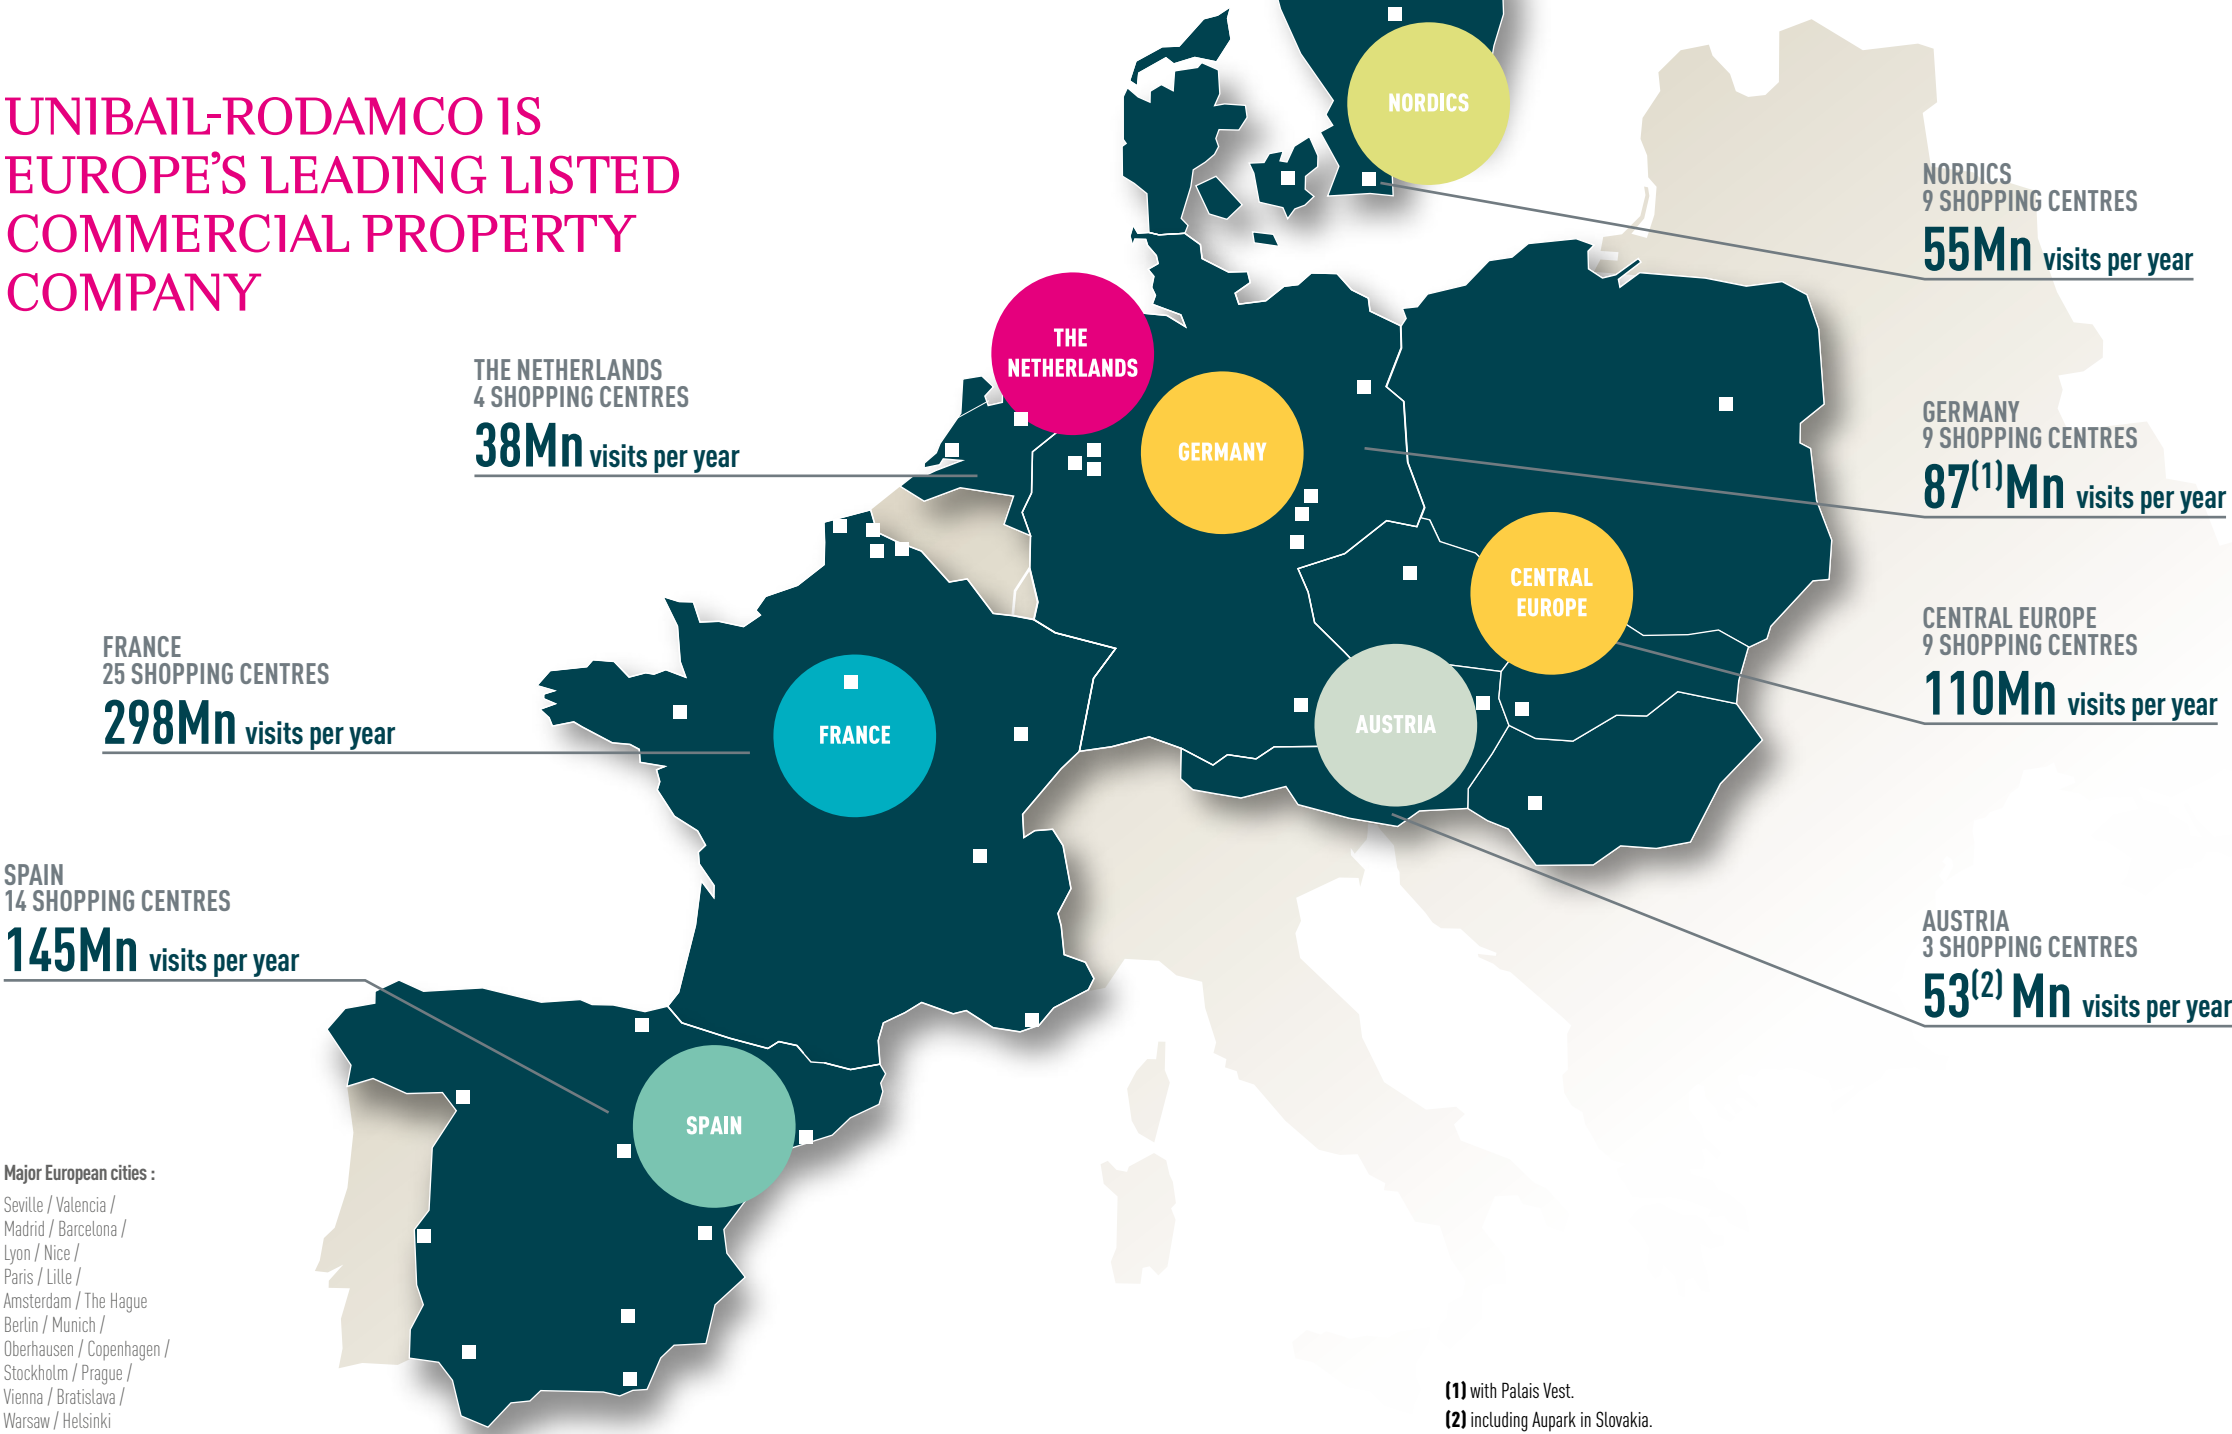 UNIBAIL-RODAMCO IS
EUROPE'S LEADING LISTED
COMMERCIAL PROPERTY
COMPANY
NORDICS
NORDICS
9 SHOPPING CENTRES
55Mn visits per year
THE
NETHERLANDS
THE NETHERLANDS
4 SHOPPING CENTRES
38Mn visits per year
GERMANY
GERMANY
9 SHOPPING CENTRES
87(1)Mn visits per year
CENTRAL
EUROPE
CENTRAL EUROPE
9 SHOPPING CENTRES
110Mn visits per year
FRANCE
25 SHOPPING CENTRES
298Mn visits per year
FRANCE
AUSTRIA
SPAIN
14 SHOPPING CENTRES
145Mn visits per year
AUSTRIA
3 SHOPPING CENTRES
53(2) Mn visits per year
SPAIN
Major European cities :
Seville / Valencia /
Madrid / Barcelona /
Lyon / Nice /
Paris / Lille /
Amsterdam / The Hague
Berlin / Munich /
Oberhausen / Copenhagen /
Stockholm / Prague /
Vienna / Bratislava /
Warsaw / Helsinki
(1) with Palais Vest.
(2) including Aupark in Slovakia.